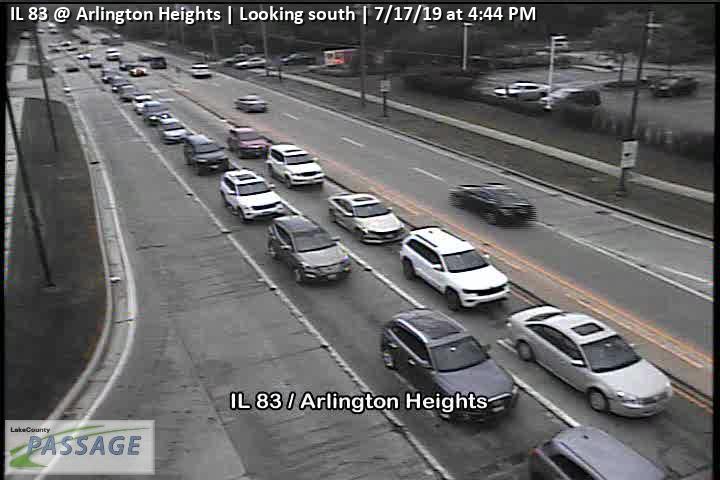 IL 83 @ Arlington Heights | Looking south | 7/17/19 at 4:44 PM
IL 83 / Arlington Heights
LakeCounty
PASSAGE